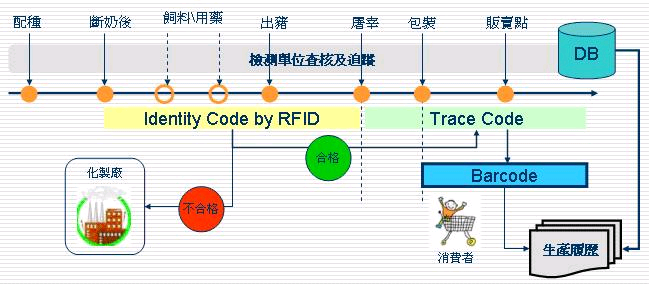 配種
斷奶後
飼料\用藥
出豬
屠宰
包裝
販賣點
檢測單位查核及追蹤
DB
Identity Code by RFID
Trace Code
合格
化製廠
不合格
Barcode
消費者
生產履歷